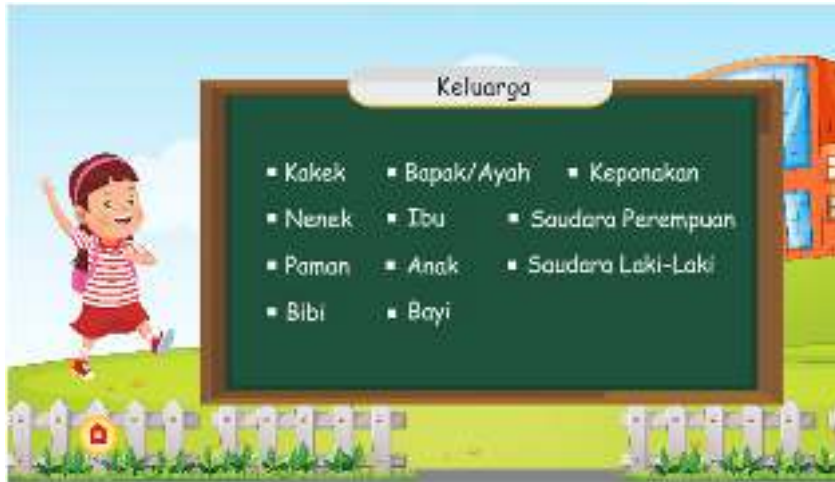 Keluarga
▪ Kakek ▪ Bapak/Ayah ▪ Keponakan
▪ Nenek ▪ Ibu ▪ Saudara Perempuan
▪ Paman ▪ Anak ▪ Saudara Laki-Laki
▪ Bibi ▪ Bayi